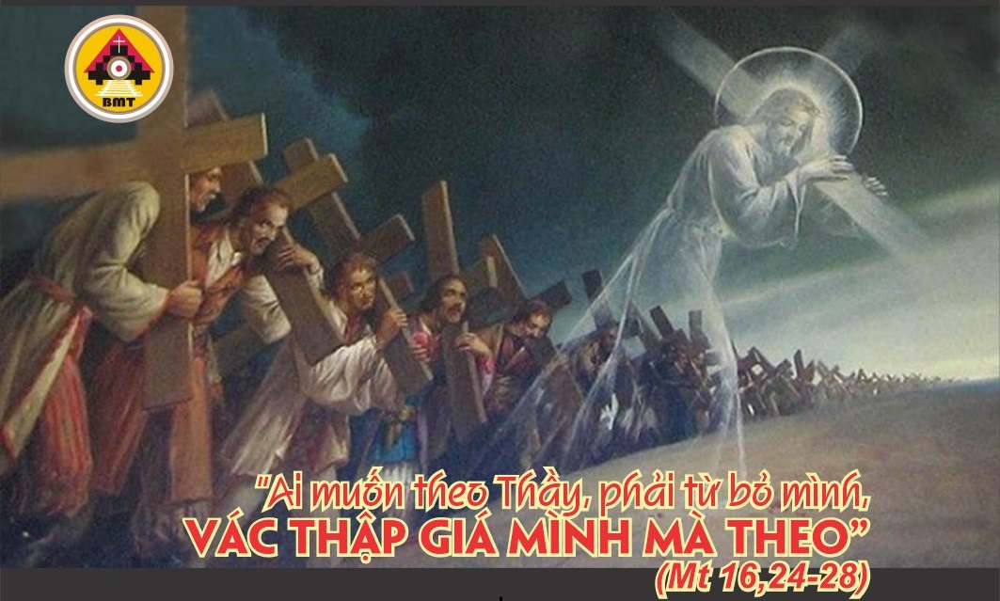 BMT
"Ai muốn theo Thầy, phải từ bỏ mình,
VÁC THẬP GIÁ MÌNH MÀ THEO”
(Mt 16,24-28)